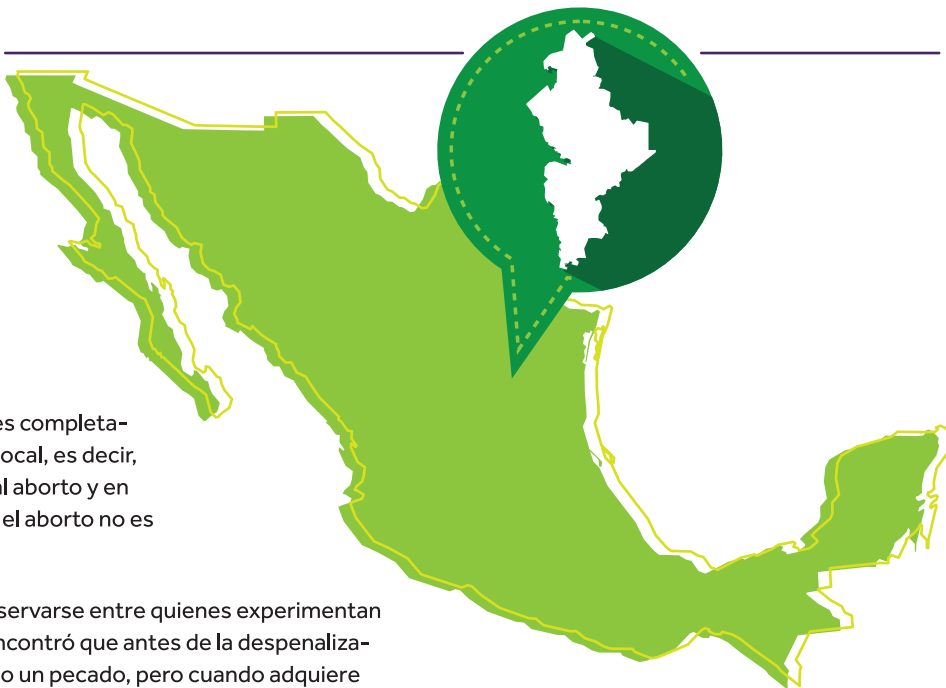 es completa-
ocal, es decir,
al aborto y en
el aborto no es
servarse entre quienes experimentan
ncontró que antes de la despenaliza-
o un pecado, pero cuando adquiere